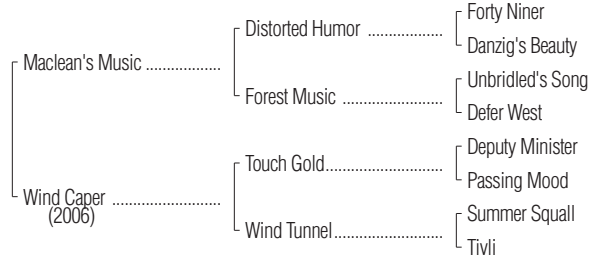 Forty Niner
Distorted Humor ..................
Danzig's Beauty
Maclean's Music ..................
Unbridled's Song
Forest Music ........................
Defer West
Deputy Minister
Touch Gold............................
Passing Mood
Wind Caper ..........................
(2006)
Summer Squall
Wind Tunnel..........................
Tivli